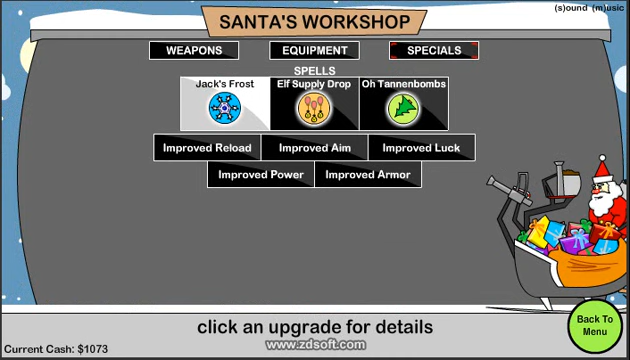 (s)ound (m)usic
SANTA'S WORKSHOP
WEAPONS EQUIPMENT SPECIALS
SPELLS
Jack's Frost Elf Supply Drop Oh Tannenbombs
Improved Reload Improved Aim Improved Luck
Improved Power Improved Armor
click an upgrade for details
Back To
Menu
www.zdsoft.com
Current Cash: $1073